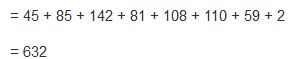 = 45 + 85 + 142 + 81 + 108 + 110 + 59 + 2
= 632